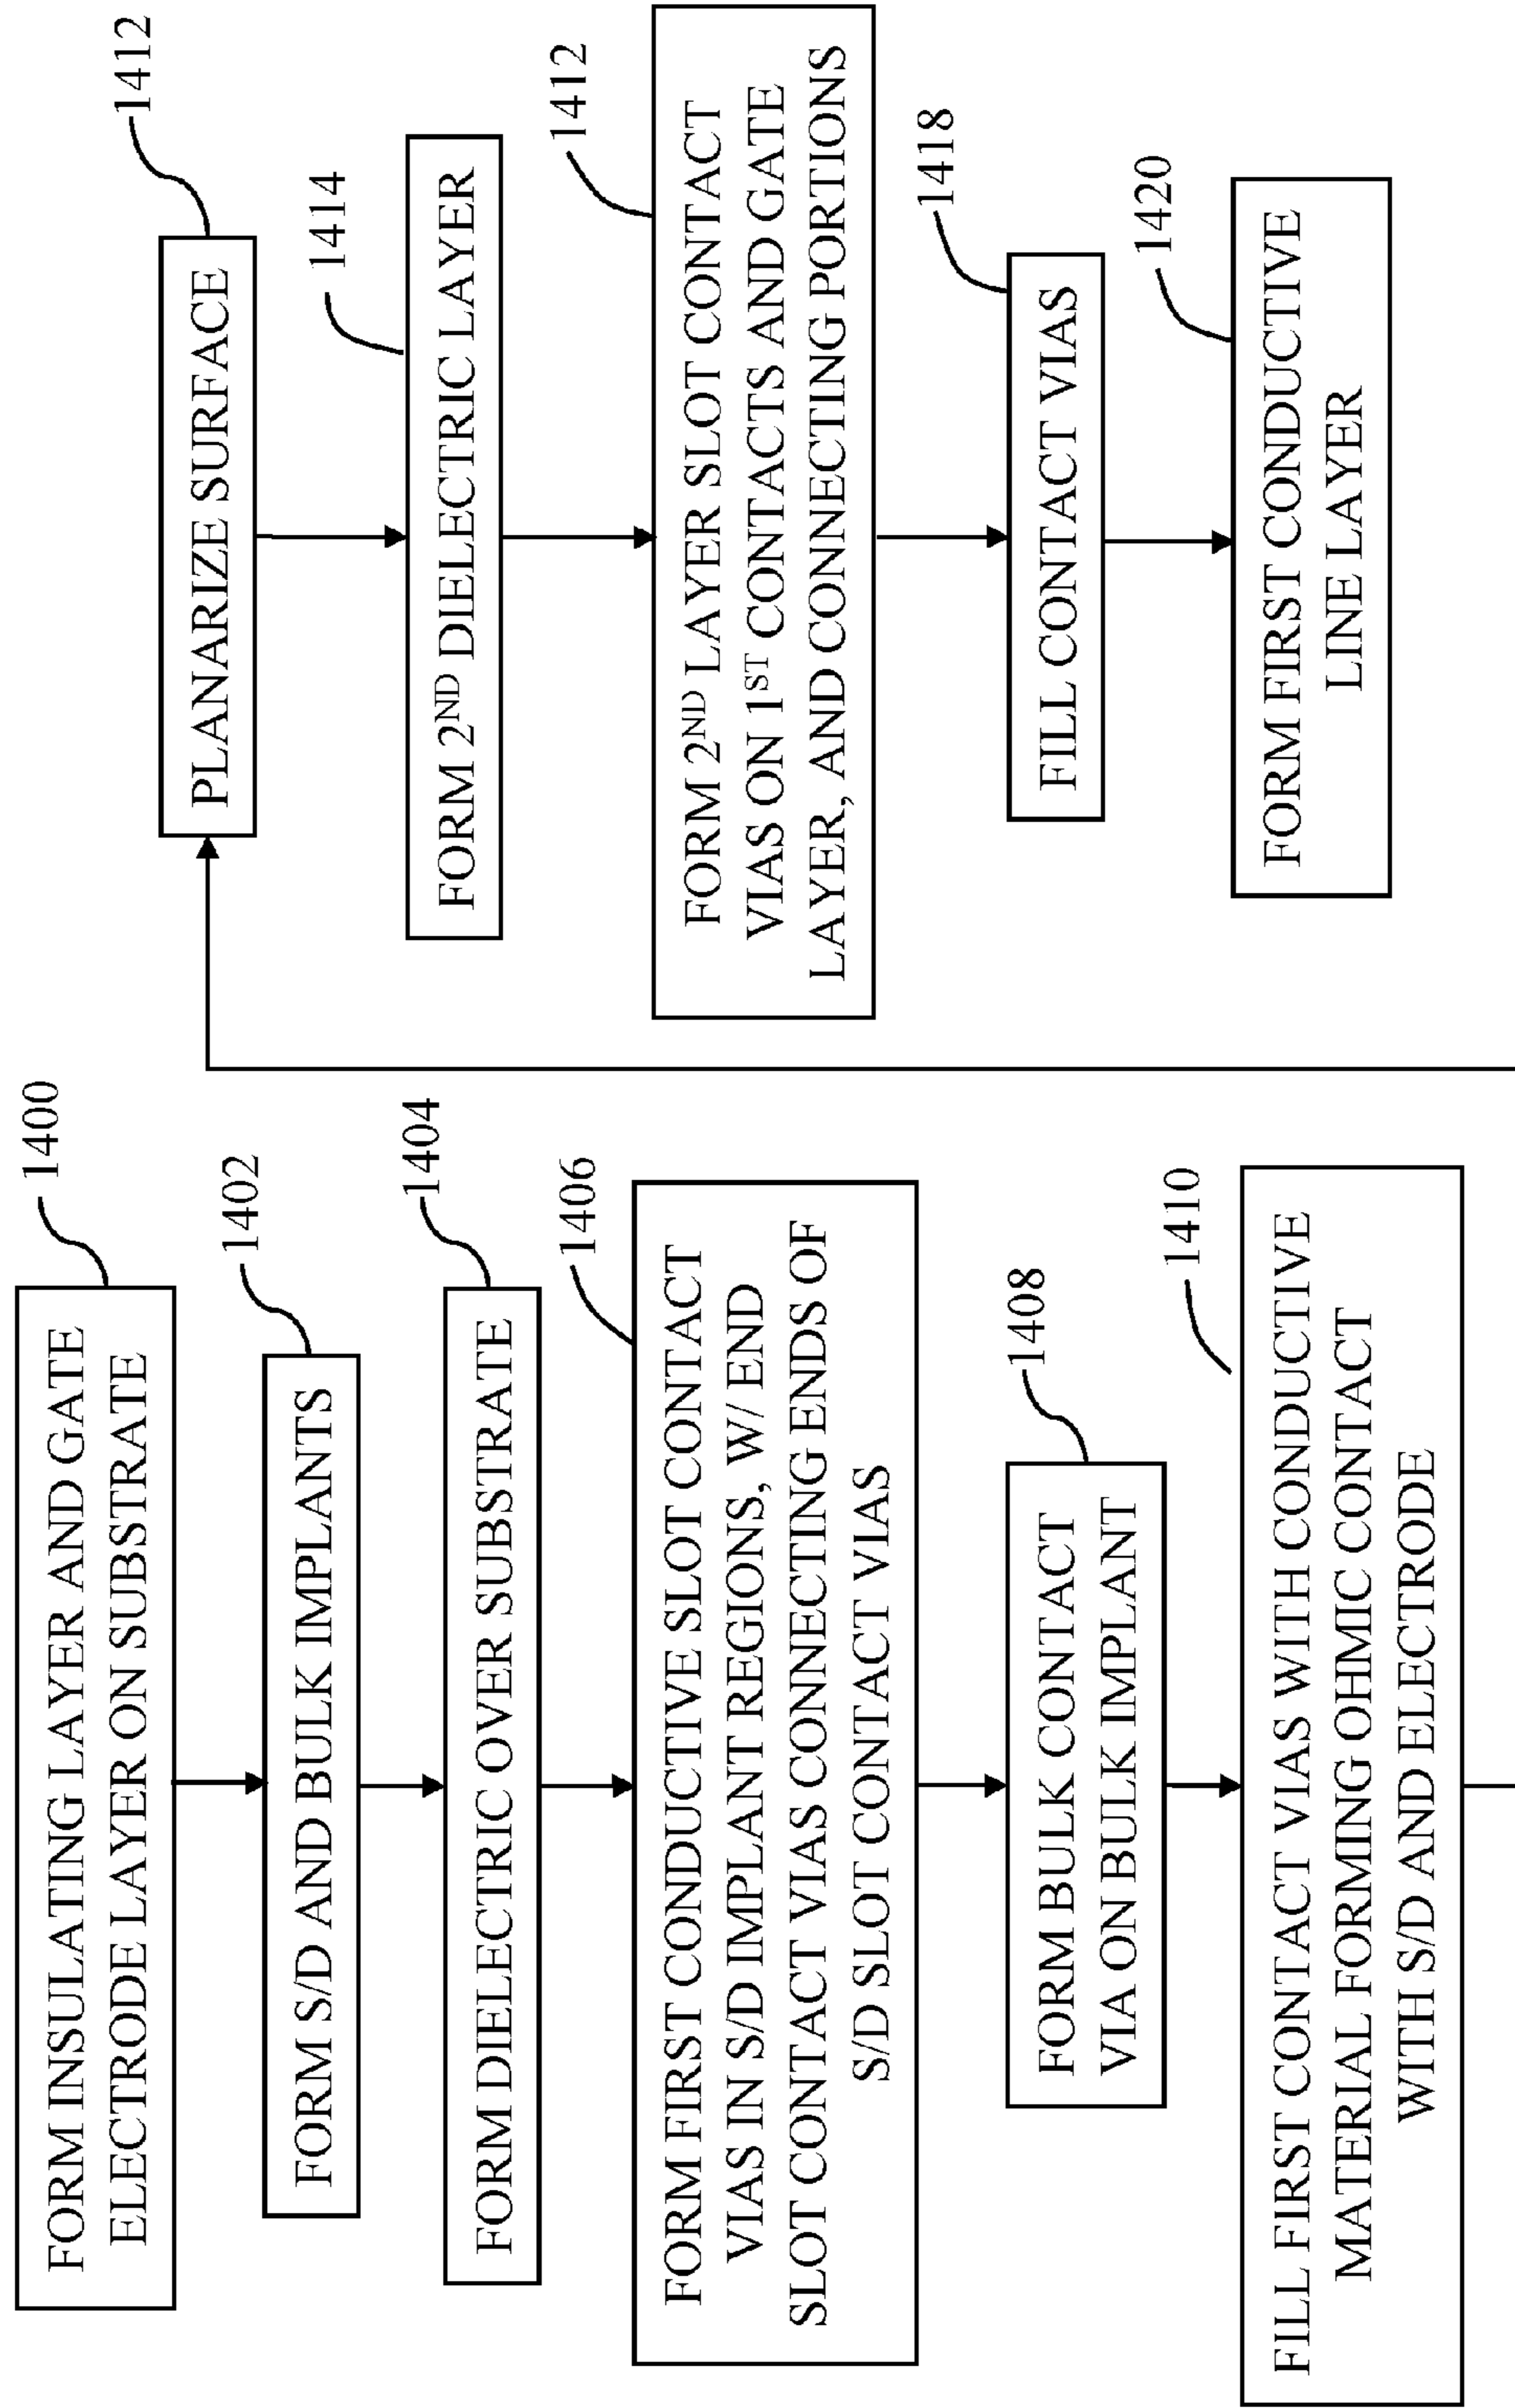 1400
FORM INSULATING LAYER AND GATE
ELECTRODE LAYER ON SUBSTRATE
1402
FORM S/D AND BULK IMPLANTS
1404
FORM DIELECTRIC OVER SUBSTRATE
1406
FORM FIRST CONDUCTIVE SLOT CONTACT
VIAS IN S/D IMPLANT REGIONS, W/ END
SLOT CONTACT VIAS CONNECTING ENDS OF
S/D SLOT CONTACT VIAS
1408
FORM BULK CONTACT
VIA ON BULK IMPLANT
1410
FILL FIRST CONTACT VIAS WITH CONDUCTIVE
MATERIAL FORMING OHMIC CONTACT
WITH S/D AND ELECTRODE
1412
PLANARIZE SURFACE
1414
FORM 2ND DIELECTRIC LAYER
1412
FORM 2ND LAYER SLOT CONTACT
VIAS ON 1ST CONTACTS AND GATE
LAYER, AND CONNECTING PORTIONS
1418
FILL CONTACT VIAS
1420
FORM FIRST CONDUCTIVE
LINE LAYER